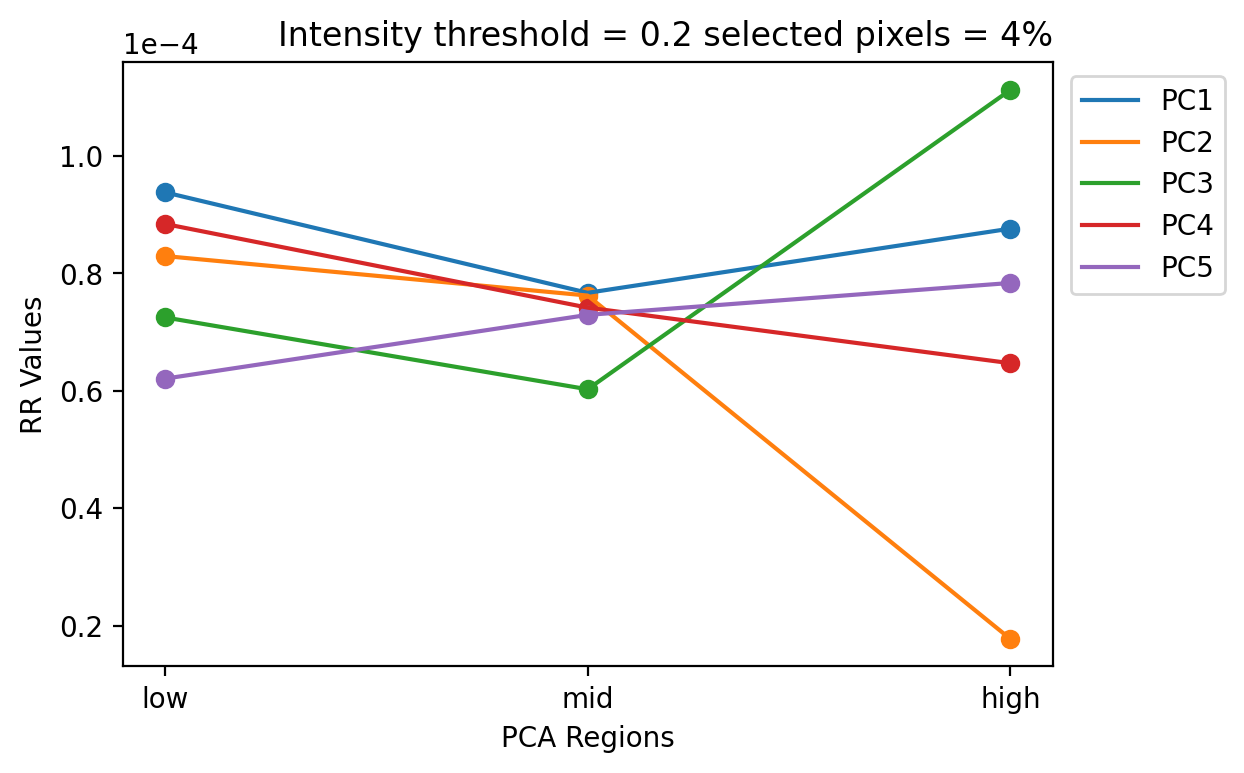 Intensity threshold = 0.2 selected pixels = 4%
1e−4
1.0
0.8
0.6
0.4
0.2
RR Values
low
mid
high
PCA Regions
PC1
PC2
PC3
PC4
PC5